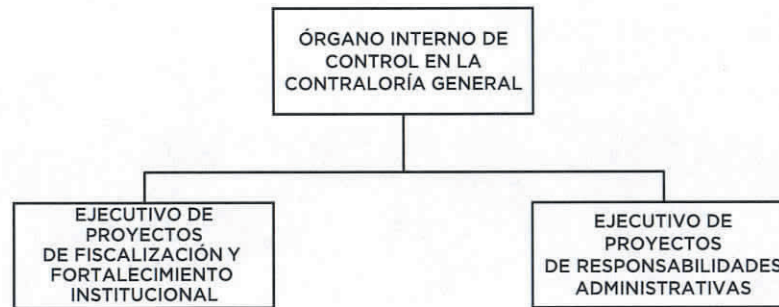 ÓRGANO INTERNO DE
CONTROL EN LA
CONTRALORÍA GENERAL
EJECUTIVO DE
PROYECTOS
DE FISCALIZACIÓN Y
FORTALECIMIENTO
INSTITUCIONAL
EJECUTIVO DE
PROYECTOS
DE RESPONSABILIDADES
ADMINISTRATIVAS